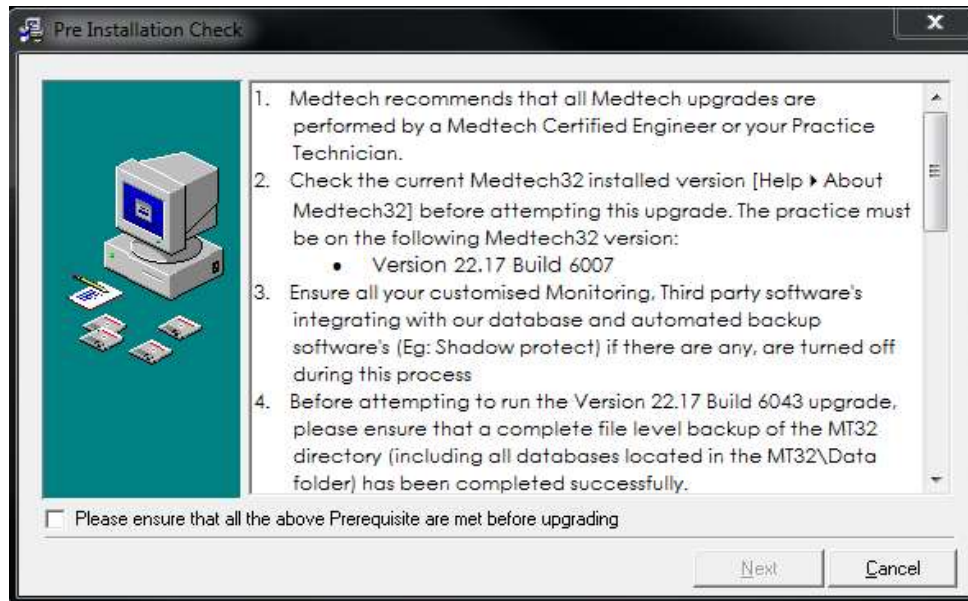 Pre Installation Check
X
1. Medtech recommends that all Medtech upgrades are
performed by a Medtech Certified Engineer or your Practice
Technician.
2. Check the current Medtech32 installed version [Help ▸ About
Medtech32] before attempting this upgrade. The practice must
be on the following Medtech32 version:
• Version 22.17 Build 6007
3. Ensure all your customised Monitoring, Third party software's
integrating with our database and automated backup
software's (Eg: Shadow protect) if there are any, are turned off
during this process
4. Before attempting to run the Version 22.17 Build 6043 upgrade,
please ensure that a complete file level backup of the MT32
directory (including all databases located in the MT32\Data
folder) has been completed successfully.
Please ensure that all the above Prerequisite are met before upgrading
Next
Cancel